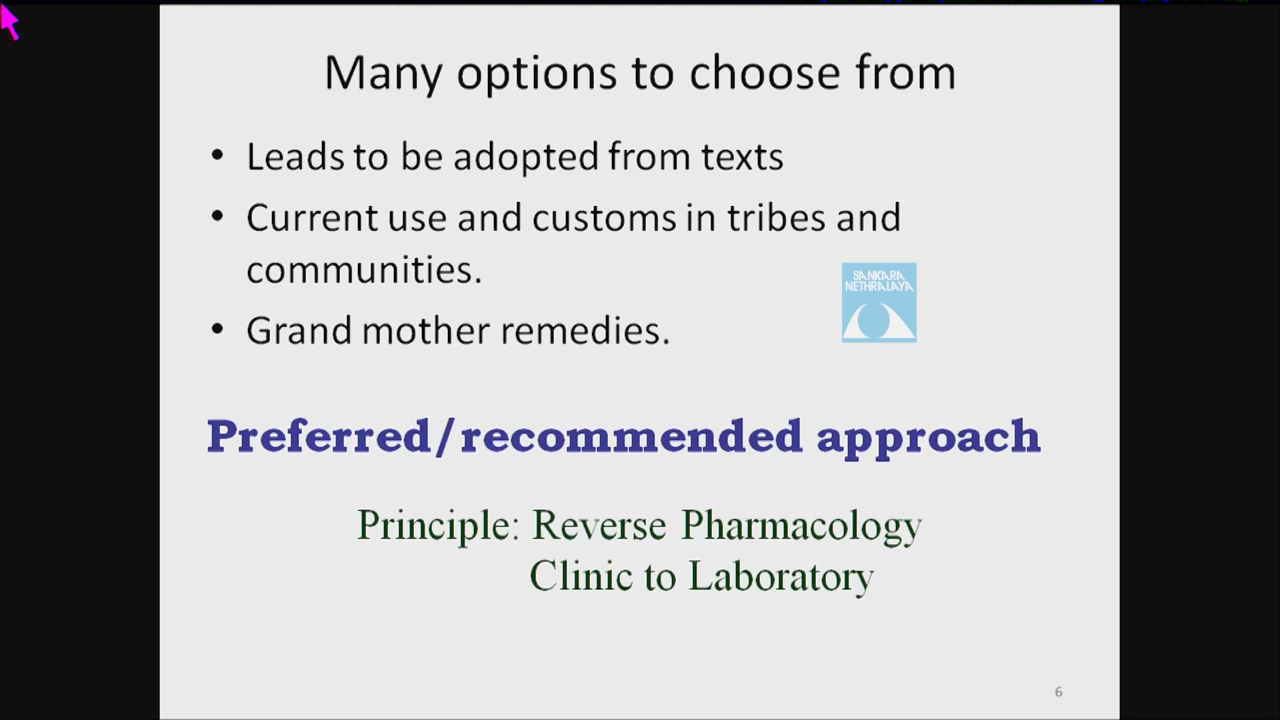 Many options to choose from
• Leads to be adopted from texts
• Current use and customs in tribes and
communities.
SANKARA
NETHRALAYA
• Grand mother remedies.
Preferred/recommended approach
Principle: Reverse Pharmacology
Clinic to Laboratory
6